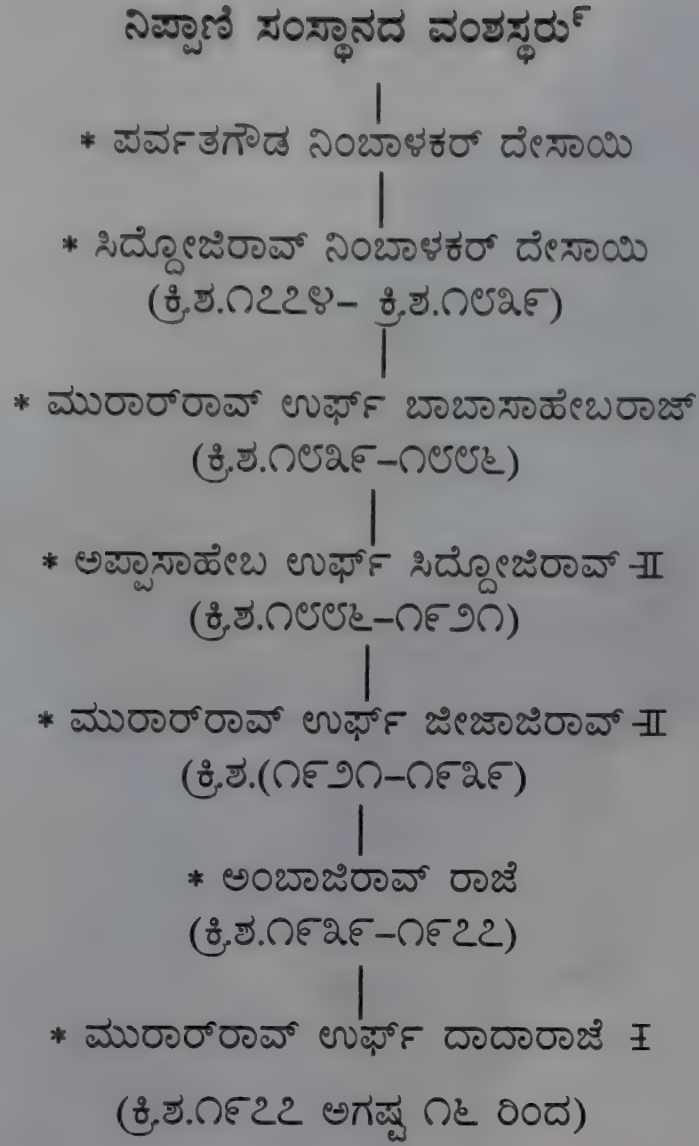 ನಿಪ್ಪಾಣಿ ಸಂಸ್ಥಾನದ ವಂಶಸ್ಥರು೯
* ಪರ್ವತಗೌಡ ನಿಂಬಾಳಕರ್ ದೇಸಾಯಿ
* ಸಿದ್ದೋಜಿರಾವ್ ನಿಂಬಾಳಕರ್ ದೇಸಾಯಿ
(ಕ್ರಿ.ಶ.೧೭೭೪– ಕ್ರಿ.ಶ.೧೮೩೯)
* ಮುರಾರ್‌ರಾವ್ ಉರ್ಫ್ ಬಾಬಾಸಾಹೇಬರಾಜ್
(ಕ್ರಿ.ಶ.೧೮೩೯–೧೮೮೬)
* ಅಪ್ಪಾಸಾಹೇಬ ಉರ್ಫ್ ಸಿದ್ದೋಜಿರಾವ್-II
(ಕ್ರಿ.ಶ.೧೮೮೬–೧೯೨೧)
* ಮುರಾರ್‌ರಾವ್ ಉರ್ಫ್ ಜೀಜಾಜಿರಾವ್-II
(ಕ್ರಿ.ಶ.(೧೯೨೧–೧೯೩೯)
* ಅಂಬಾಜಿರಾವ್ ರಾಜೆ
(ಕ್ರಿ.ಶ.೧೯೩೯–೧೯೭೭)
* ಮುರಾರ್‌ರಾವ್ ಉರ್ಫ್ ದಾದಾರಾಜೆ I
(ಕ್ರಿ.ಶ.೧೯೭೭ ಅಗಷ್ಟ ೧೬ ರಿಂದ)